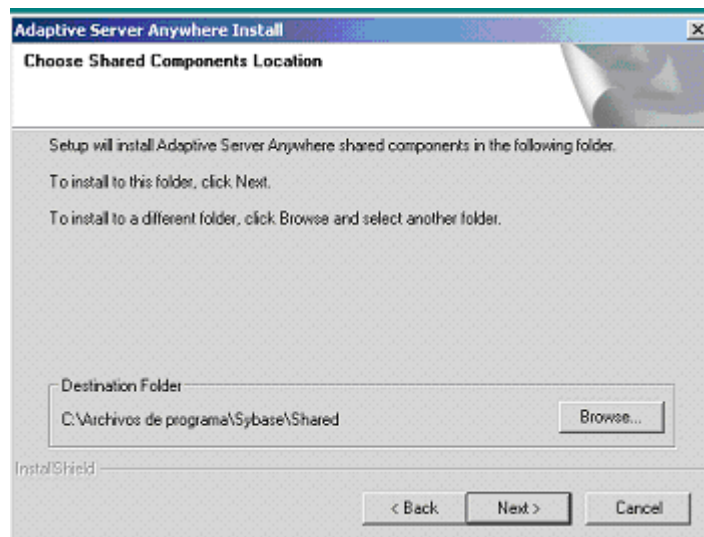 Adaptive Server Anywhere Install
Choose Shared Components Location
Setup will install Adaptive Server Anywhere shared components in the following folder.
To install to this folder, click Next.
To install to a different folder, click Browse and select another folder.
Destination Folder
C:\Archivos de programa\Sybase\Shared
Browse...
InstallShield
< Back
Next >
Cancel